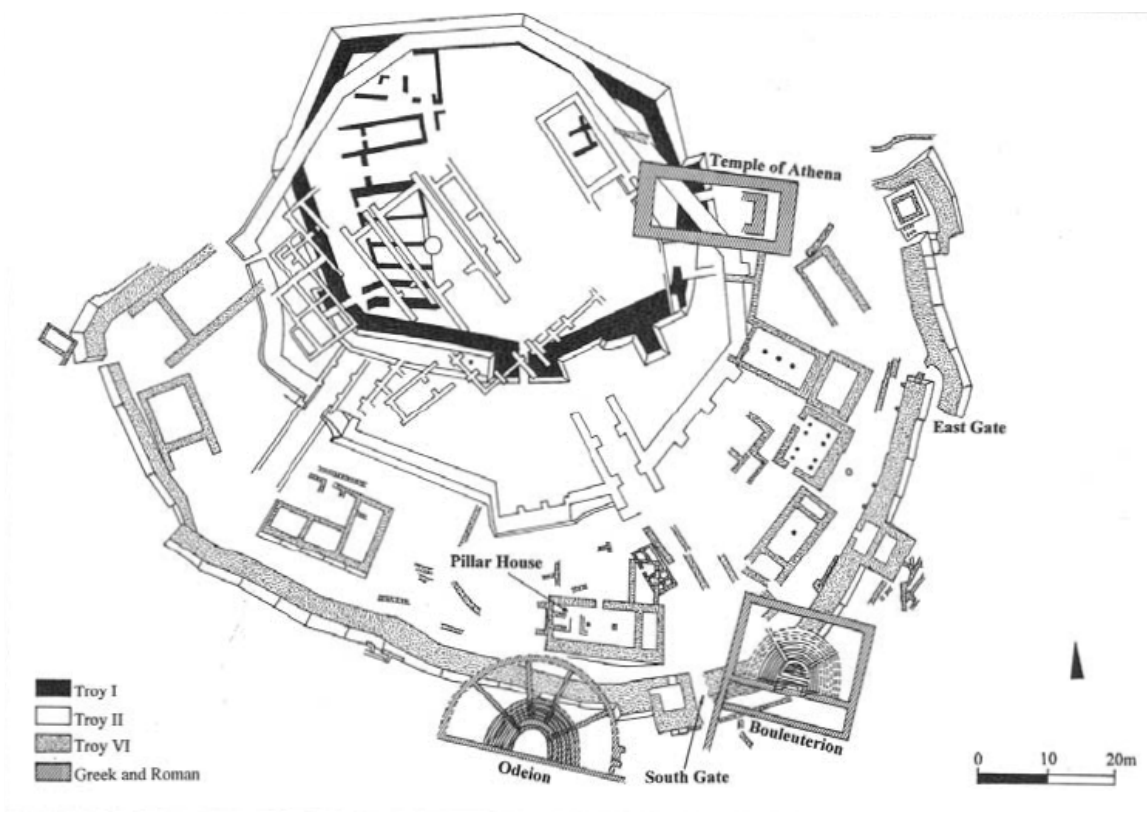 Temple of Athena
East Gate
Pillar House
Troy I
Troy II
Troy VI
Greek and Roman
Odeion
South Gate
Bouleuterion
0 10 20m